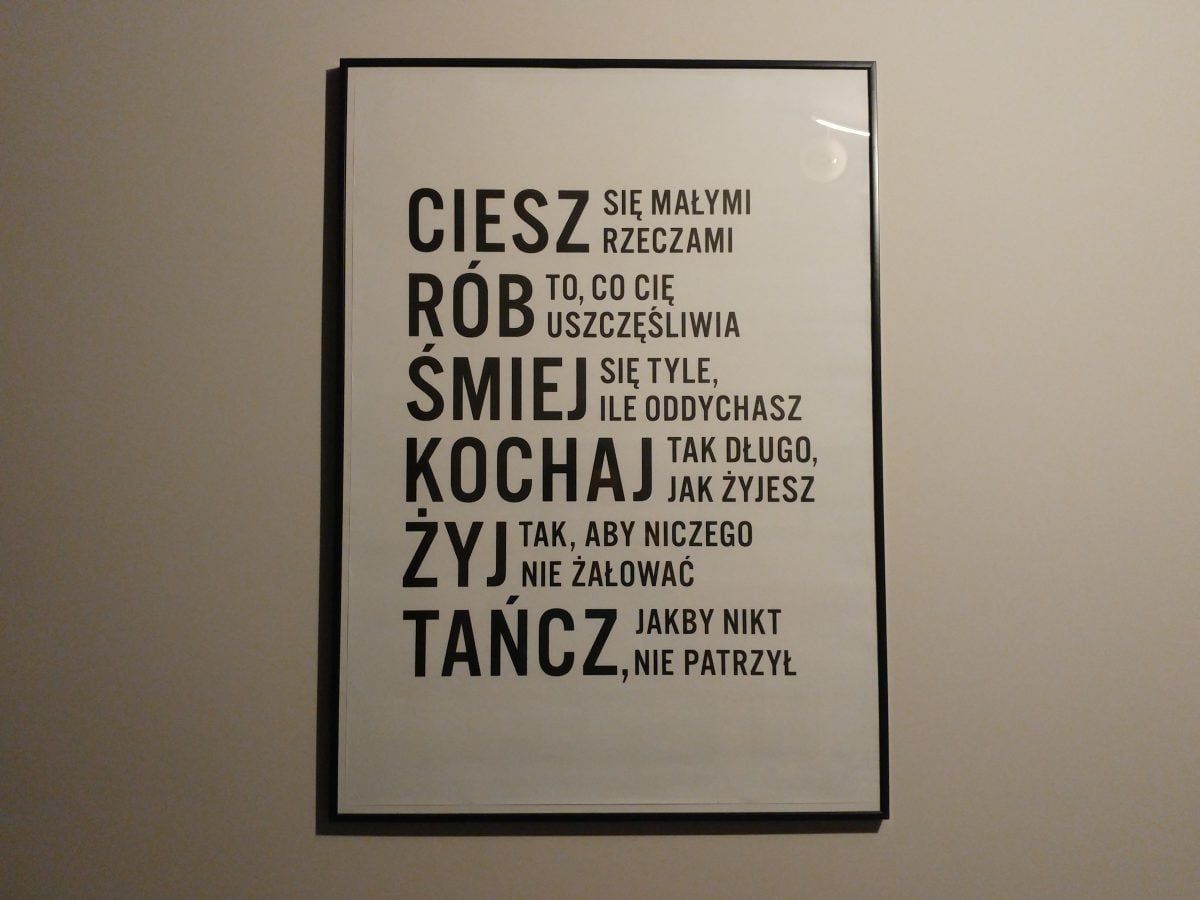 CIESZ SIĘ MAŁYMI
RZECZAMI
RÓB TO, CO CIĘ
USZCZĘŚLIWIA
ŚMIEJ SIĘ TYLE,
ILE ODDYCHASZ
KOCHAJ TAK DŁUGO,
JAK ŻYJESZ
ŻYJ TAK, ABY NICZEGO
NIE ŻAŁOWAĆ
TAŃCZ, JAKBY NIKT
NIE PATRZYŁ